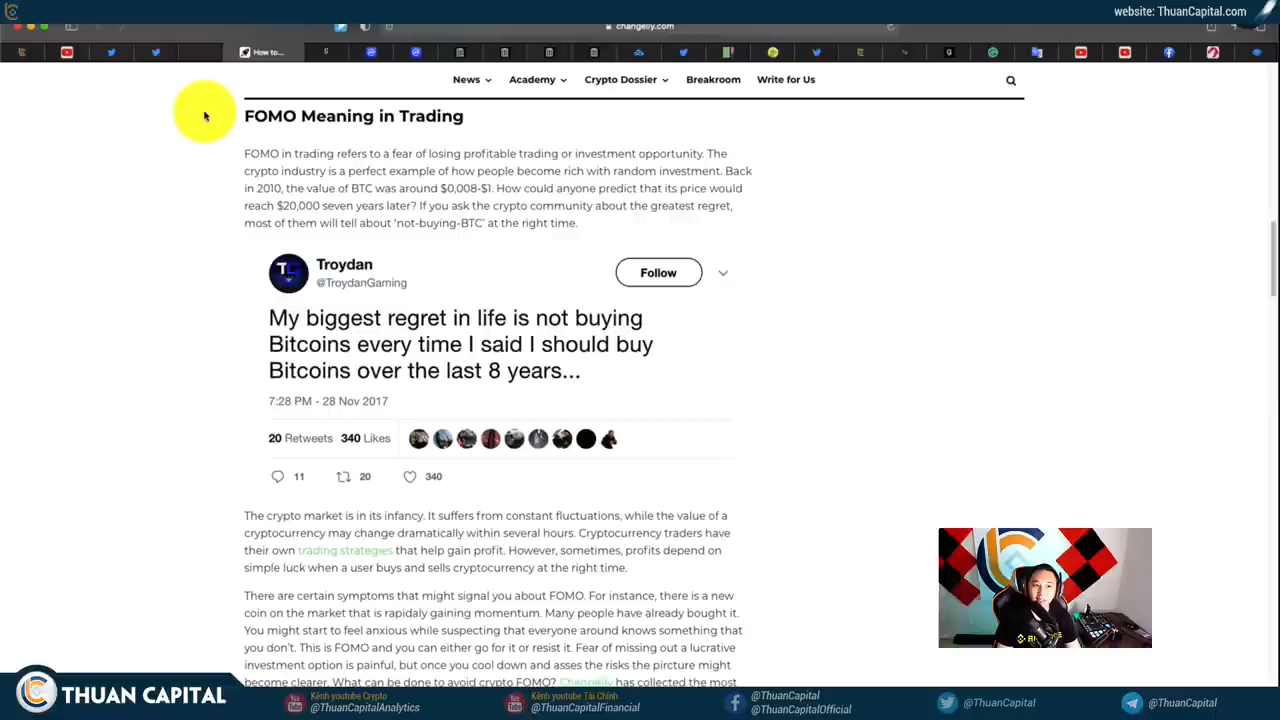 website: ThuanCapital.com
changelly.com
How to...
News
Academy
Crypto Dossier
Breakroom
Write for Us
FOMO Meaning in Trading
FOMO in trading refers to a fear of losing profitable trading or investment opportunity. The
crypto industry is a perfect example of how people become rich with random investment. Back
in 2010, the value of BTC was around $0,008-$1. How could anyone predict that its price would
reach $20,000 seven years later? If you ask the crypto community about the greatest regret,
most of them will tell about 'not-buying-BTC' at the right time.
Troydan
@TroydanGaming
Follow
My biggest regret in life is not buying
Bitcoins every time I said I should buy
Bitcoins over the last 8 years...
7:28 PM - 28 Nov 2017
20 Retweets 340 Likes
11 20 340
The crypto market is in its infancy. It suffers from constant fluctuations, while the value of a
cryptocurrency may change dramatically within several hours. Cryptocurrency traders have
their own trading strategies that help gain profit. However, sometimes, profits depend on
simple luck when a user buys and sells cryptocurrency at the right time.
There are certain symptoms that might signal you about FOMO. For instance, there is a new
coin on the market that is rapidaly gaining momentum. Many people have already bought it.
You might start to feel anxious while suspecting that everyone around knows something that
you don't. This is FOMO and you can either go for it or resist it. Fear of missing out a lucrative
investment option is painful, but once you cool down and asses the risks the pircture might
become clearer. What can be done to avoid crypto FOMO? Changelly has collected the most
THUAN CAPITAL
Kênh youtube Crypto
@ThuanCapitalAnalytics
Kênh youtube Tài Chính
@ThuanCapitalFinancial
@ThuanCapital
@ThuanCapitalOfficial
@ThuanCapital
@ThuanCapital